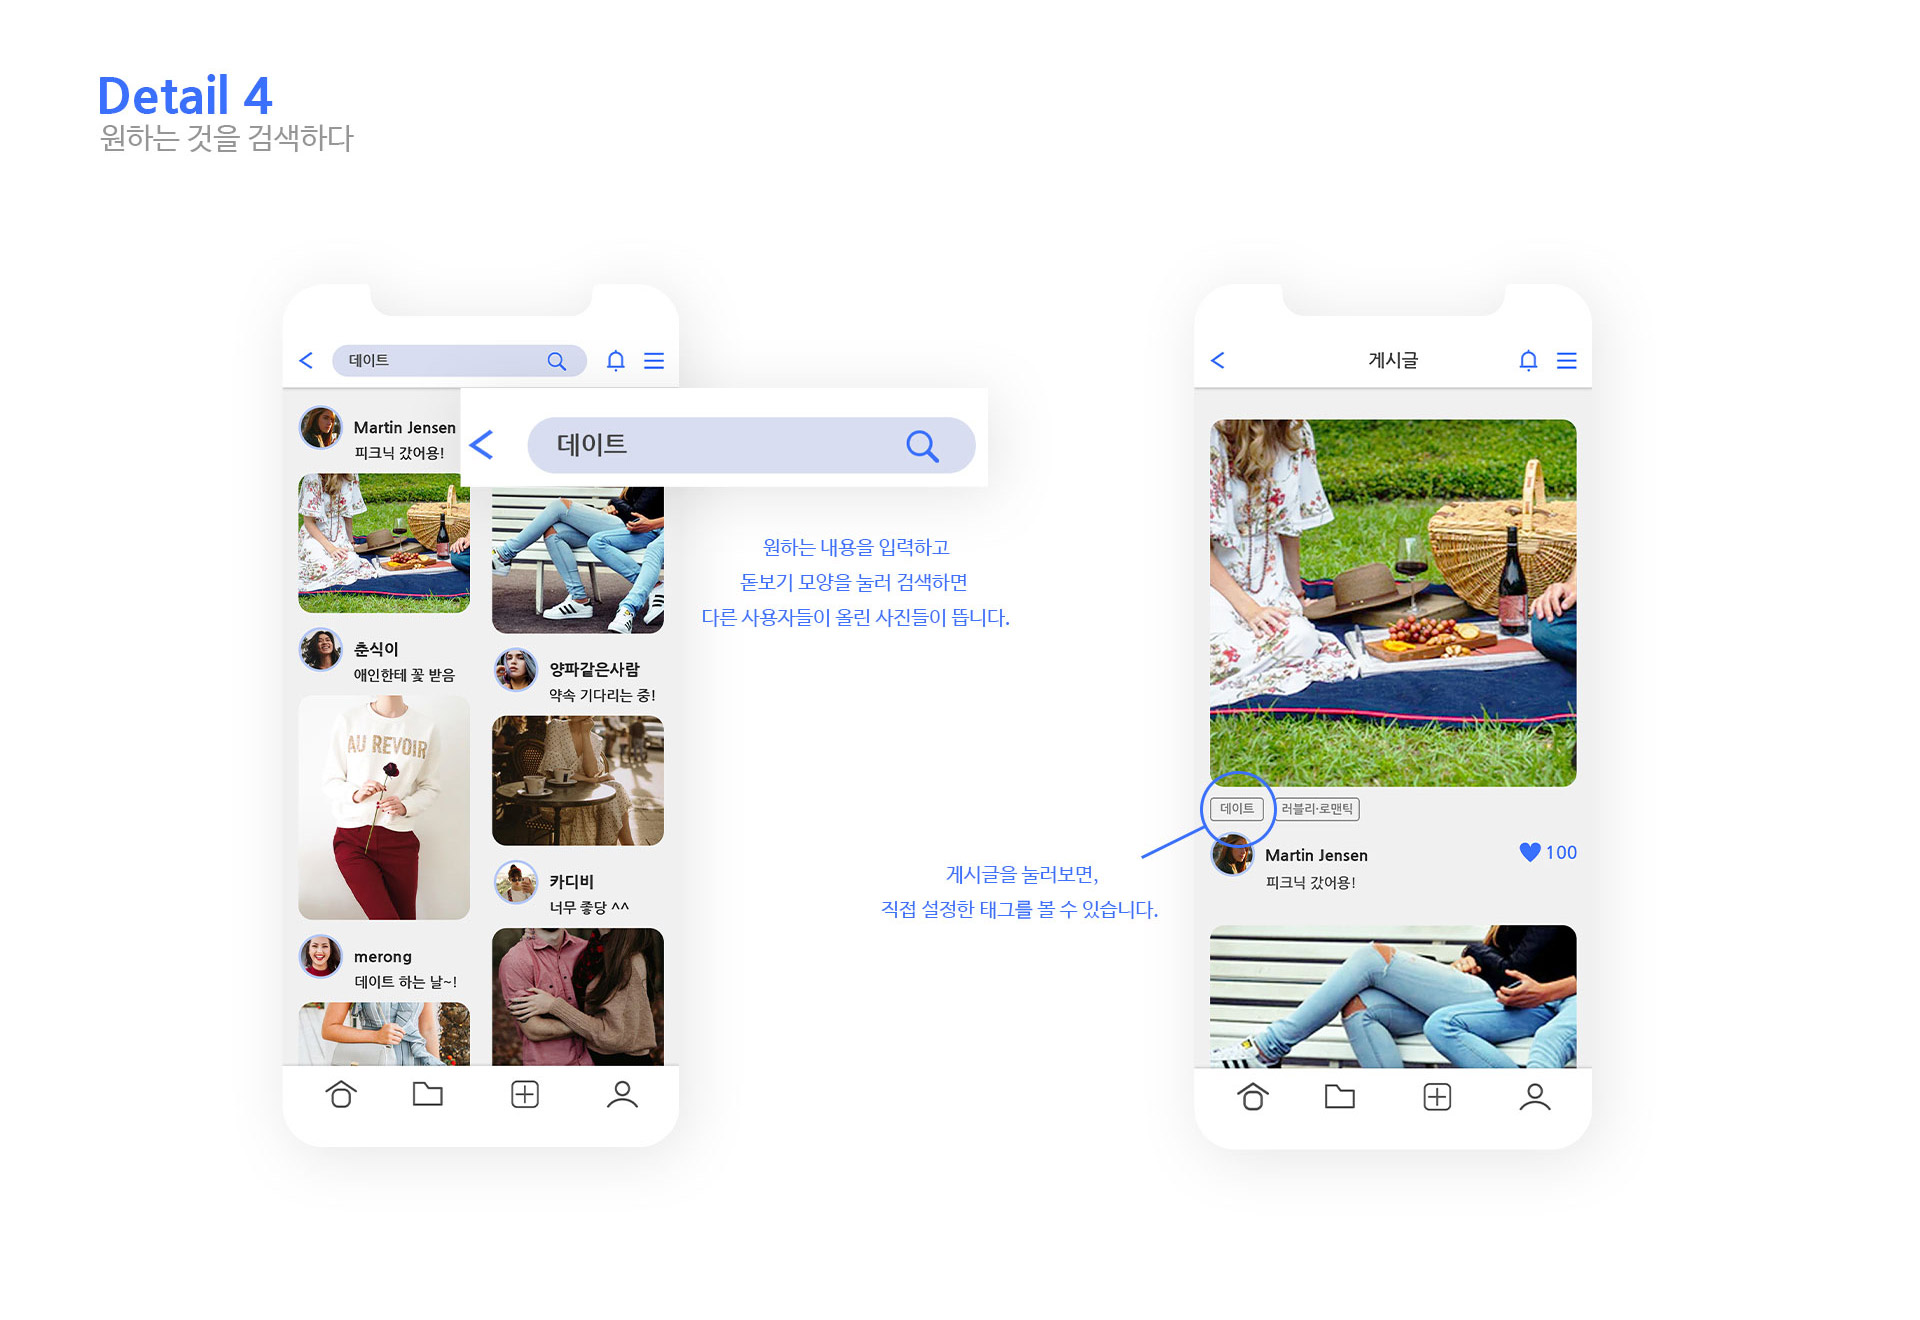 Detail 4
원하는 것을 검색하다
데이트
데이트
Martin Jensen
피크닉 갔어용!
춘식이
애인한테 꽃 받음
AU REVOIR
merong
데이트 하는 날~!
양파같은사람
약속 기다리는 중!
카디비
너무 좋당 ^^
원하는 내용을 입력하고
돋보기 모양을 눌러 검색하면
다른 사용자들이 올린 사진들이 뜹니다.
게시글
데이트
러블리·로맨틱
Martin Jensen
피크닉 갔어용!
100
게시글을 눌러보면,
직접 설정한 태그를 볼 수 있습니다.